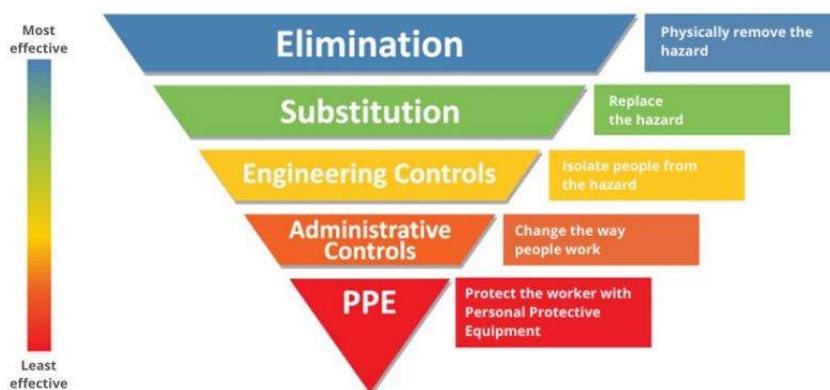 Most
effective
Elimination
Physically remove the
hazard
Substitution
Replace
the hazard
Engineering Controls
Isolate people from
the hazard
Administrative
Controls
Change the way
people work
PPE
Protect the worker with
Personal Protective
Equipment
Least
effective